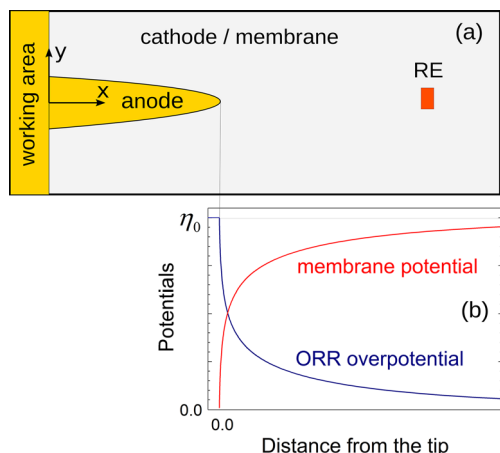 cathode / membrane
(a)
working area
y
x
anode
RE
η0
membrane potential
(b)
ORR overpotential
Potentials
0.0
0.0
Distance from the tip